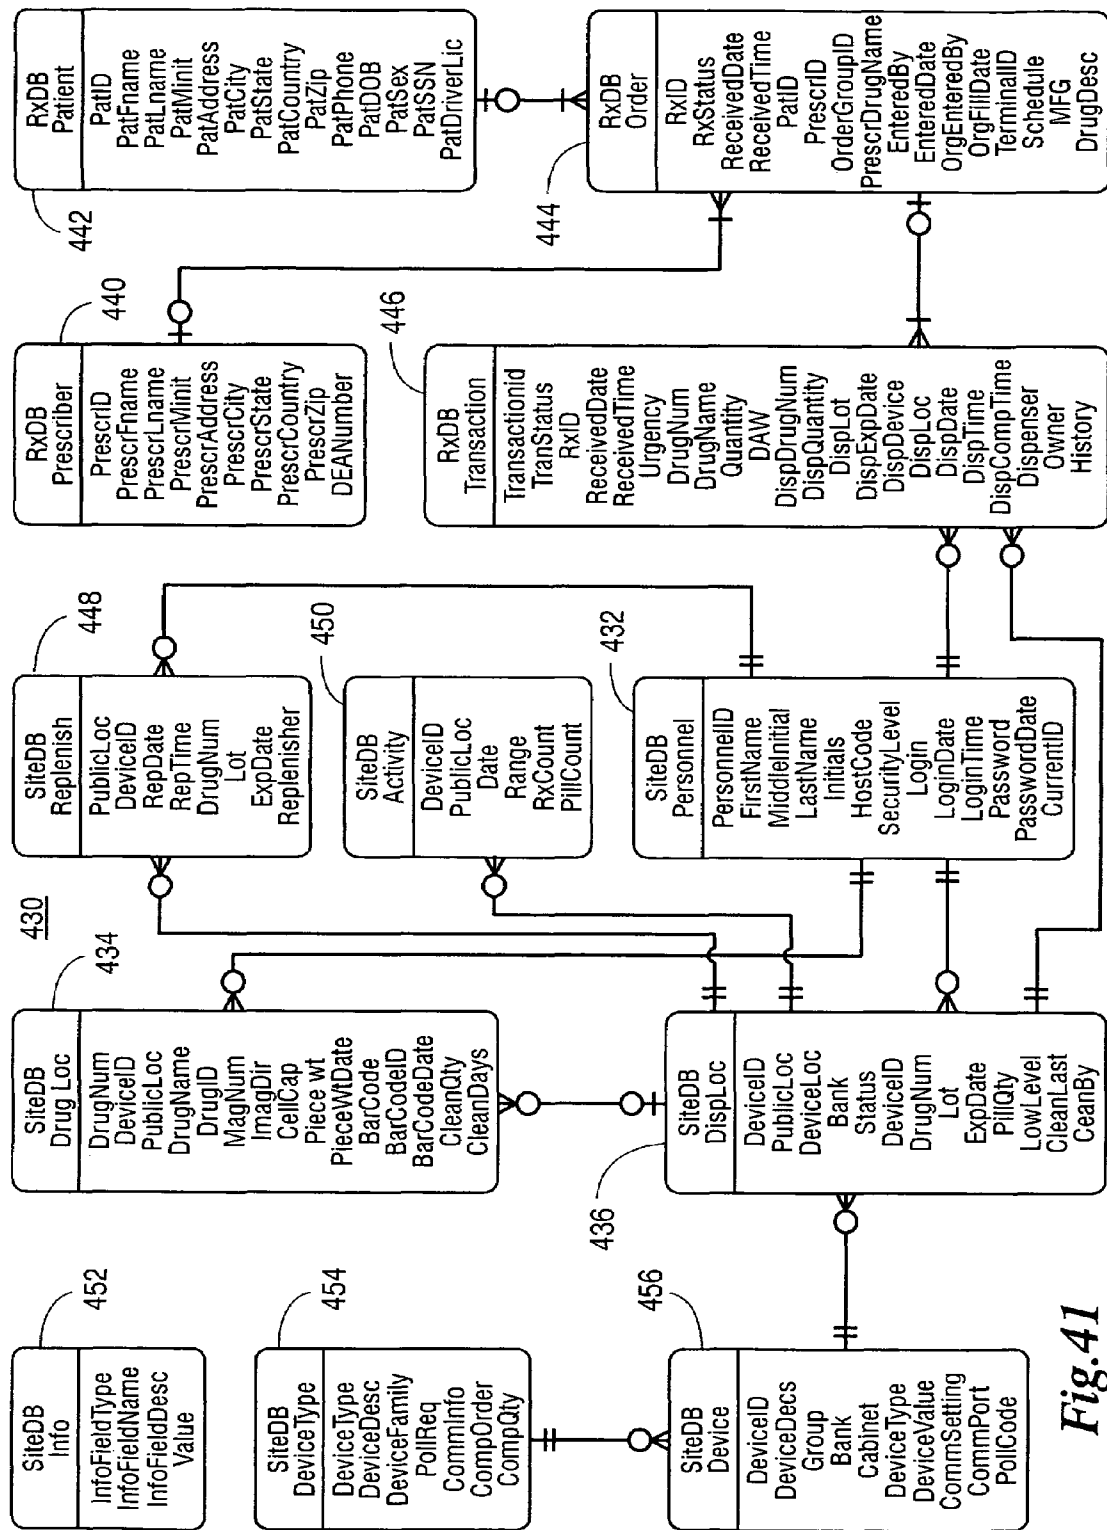 430
452
SiteDB
Info
InfoFieldType
InfoFieldName
InfoFieldDesc
Value
434
SiteDB
Drug Loc
DrugNum
DeviceID
PublicLoc
DrugName
DrugID
MagNum
ImagDir
CellCap
Piece wt
PieceWtDate
BarCode
BarCodeID
BarCodeDate
CleanQty
CleanDays
448
SiteDB
Replenish
PublicLoc
DeviceID
RepDate
RepTime
DrugNum
Lot
ExpDate
Replenisher
440
RxDB
Prescriber
PrescrID
PrescrFname
PrescrLname
PrescrMinit
PrescrAddress
PrescrCity
PrescrState
PrescrCountry
PrescrZip
DEANumber
442
RxDB
Patient
PatID
PatFname
PatLname
PatMinit
PatAddress
PatCity
PatState
PatCountry
PatZip
PatPhone
PatDOB
PatSex
PatSSN
PatDriverLic
454
SiteDB
DeviceType
DeviceType
DeviceDesc
DeviceFamily
PollReq
CommInfo
CompOrder
CompQty
450
SiteDB
Activity
DeviceID
PublicLoc
Date
Range
RxCount
PillCount
446
RxDB
Transaction
Transactionid
TranStatus
RxID
ReceivedDate
ReceivedTime
Urgency
DrugNum
DrugName
Quantity
DAW
DispDrugNum
DispQuantity
DispLot
DispExpDate
DispDevice
DispLoc
DispDate
DispTime
DispCompTime
Dispenser
Owner
History
444
RxDB
Order
RxID
RxStatus
ReceivedDate
ReceivedTime
PatID
PrescrID
OrderGroupID
PrescrDrugName
EnteredBy
EnteredDate
OrgEnteredBy
OrgFillDate
TerminalID
Schedule
MFG
DrugDesc
456
SiteDB
Device
DeviceID
DeviceDecs
Group
Bank
Cabinet
DeviceType
DeviceValue
CommSetting
CommPort
PollCode
436
SiteDB
DispLoc
DeviceID
PublicLoc
DeviceLoc
Bank
Status
DeviceID
DrugNum
Lot
ExpDate
PillQty
LowLevel
CleanLast
CeanBy
432
SiteDB
Personnel
PersonnelID
FirstName
MiddleInitial
LastName
Initials
HostCode
SecurityLevel
Login
LoginDate
LoginTime
Password
PasswordDate
CurrentID
Fig.41